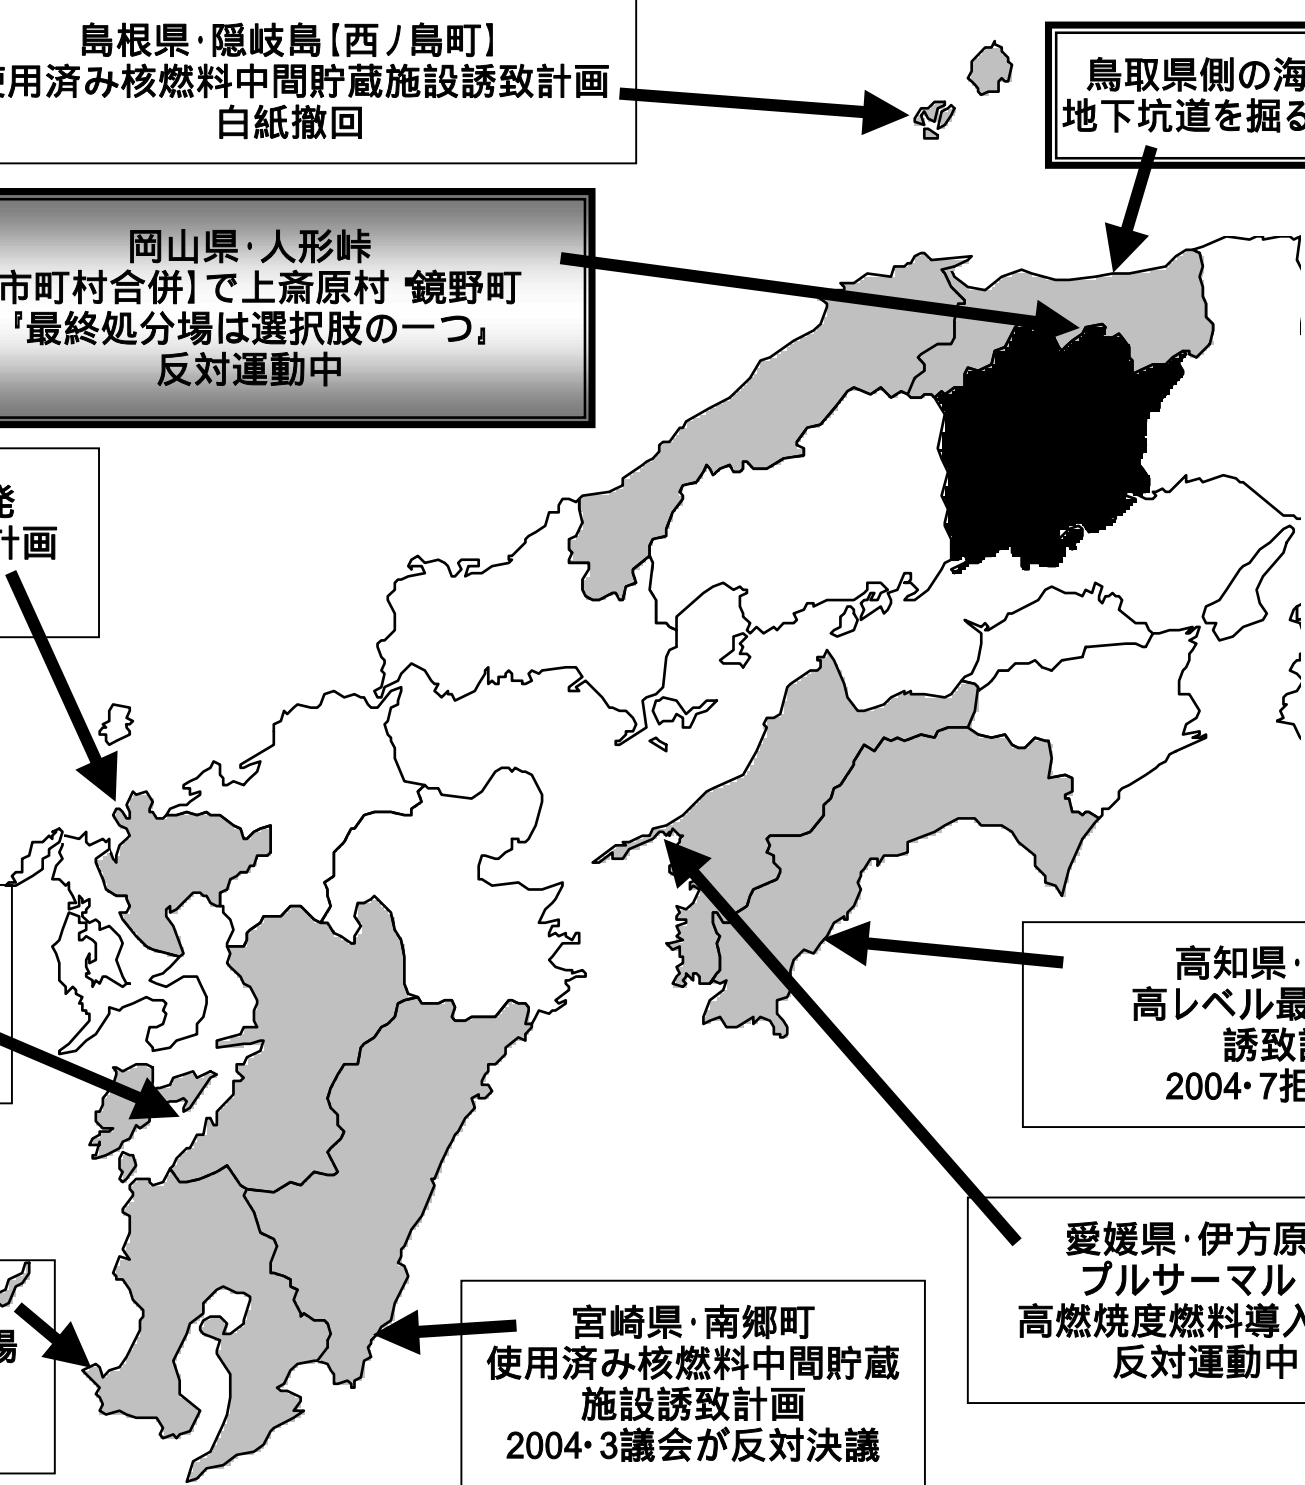 島根県・隠岐島【西ノ島町】
使用済み核燃料中間貯蔵施設誘致計画
白紙撤回
鳥取県側の海
地下坑道を掘る
岡山県・人形峠
市町村合併】で上斎原村・鏡野町
『最終処分場は選択肢の一つ』
反対運動中
発
計画
高知県・
高レベル最
誘致
2004・7拒
愛媛県・伊方原
プルサーマル
高燃焼度燃料導入
反対運動中
場
宮崎県・南郷町
使用済み核燃料中間貯蔵
施設誘致計画
2004・3議会が反対決議